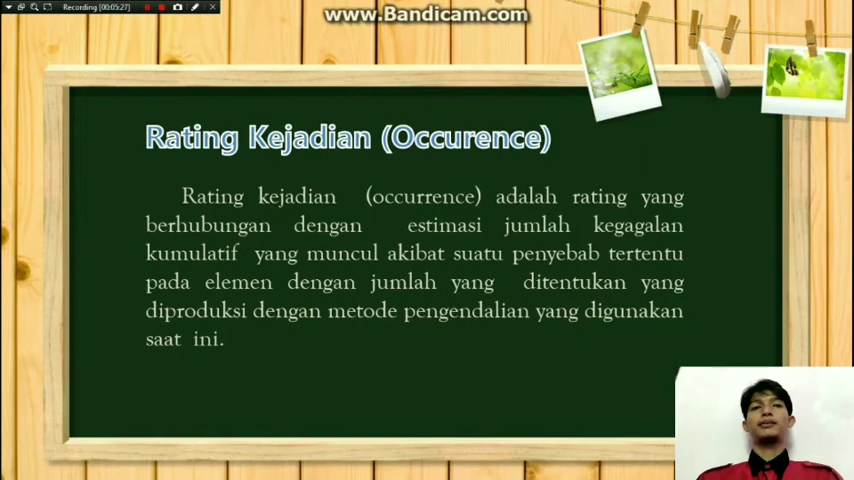 Recording [00:05:27]
www.Bandicam.com
Rating Kejadian (Occurence)
Rating kejadian (occurrence) adalah rating yang
berhubungan dengan estimasi jumlah kegagalan
kumulatif yang muncul akibat suatu penyebab tertentu
pada elemen dengan jumlah yang ditentukan yang
diproduksi dengan metode pengendalian yang digunakan
saat ini.